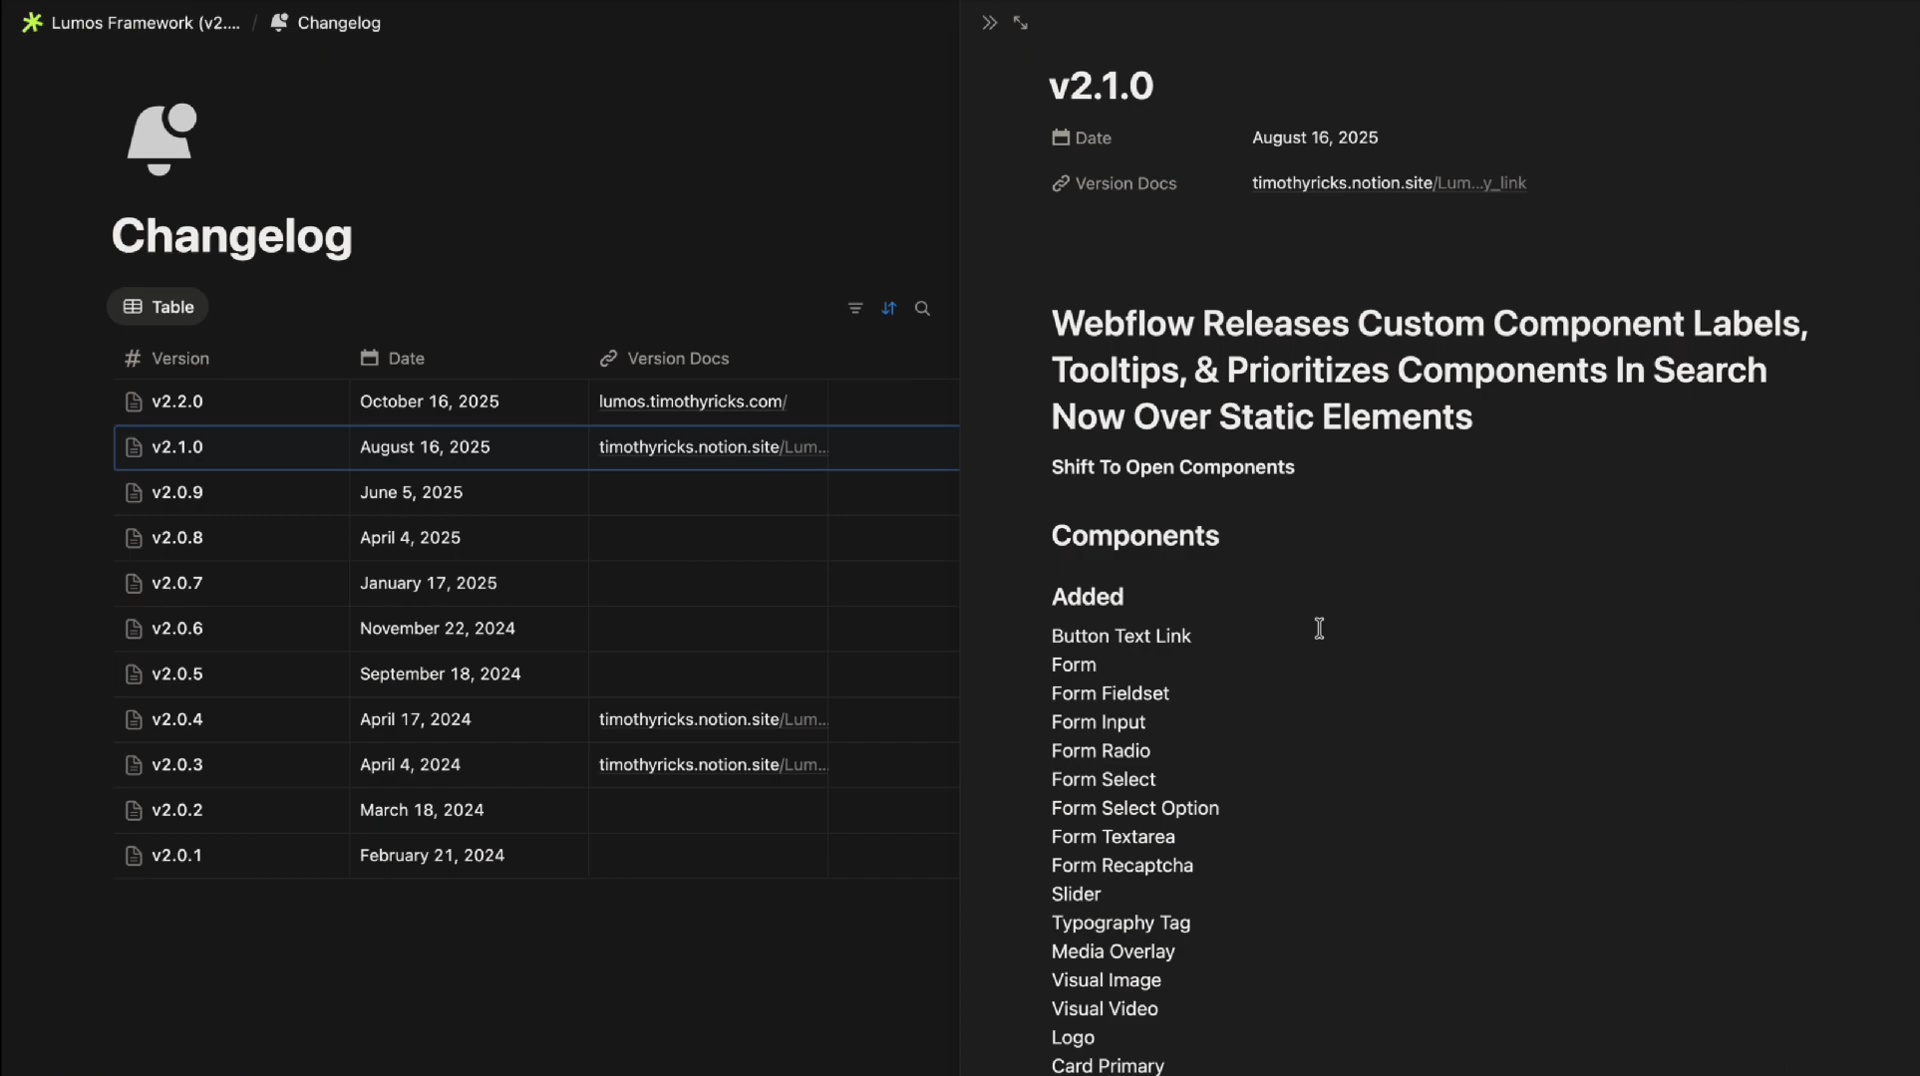 Lumos Framework (v2.... / Changelog
Changelog
Table
Version Date Version Docs
v2.2.0 October 16, 2025 lumos.timothyricks.com/
v2.1.0 August 16, 2025 timothyricks.notion.site/Lum...
v2.0.9 June 5, 2025
v2.0.8 April 4, 2025
v2.0.7 January 17, 2025
v2.0.6 November 22, 2024
v2.0.5 September 18, 2024
v2.0.4 April 17, 2024 timothyricks.notion.site/Lum...
v2.0.3 April 4, 2024 timothyricks.notion.site/Lum...
v2.0.2 March 18, 2024
v2.0.1 February 21, 2024
v2.1.0
Date August 16, 2025
Version Docs timothyricks.notion.site/Lum...y_link
Webflow Releases Custom Component Labels,
Tooltips, & Prioritizes Components In Search
Now Over Static Elements
Shift To Open Components
Components
Added
Button Text Link
Form
Form Fieldset
Form Input
Form Radio
Form Select
Form Select Option
Form Textarea
Form Recaptcha
Slider
Typography Tag
Media Overlay
Visual Image
Visual Video
Logo
Card Primary